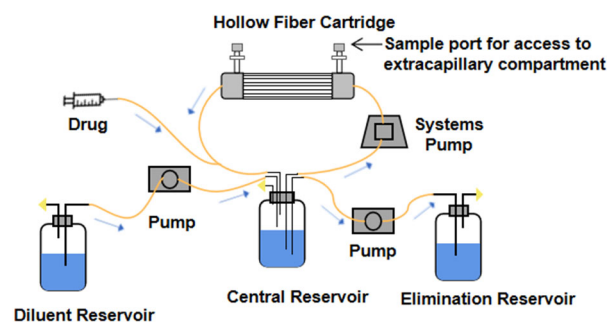 Hollow Fiber Cartridge
Sample port for access to
extracapillary compartment
Drug
Systems
Pump
Pump
Pump
Diluent Reservoir
Central Reservoir
Elimination Reservoir